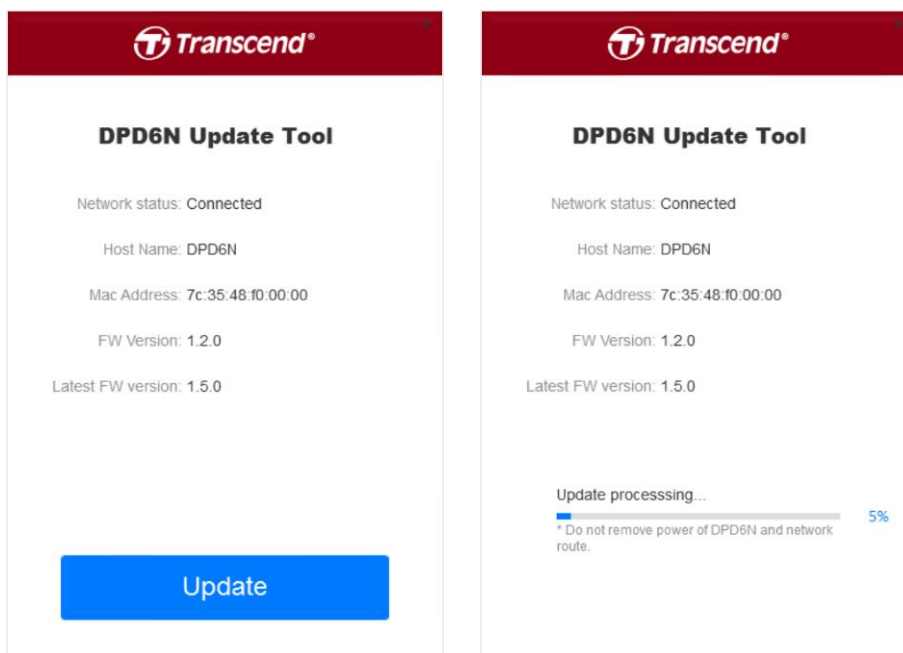 Transcend®
DPD6N Update Tool
Network status: Connected
Host Name: DPD6N
Mac Address: 7c:35:48:f0:00:00
FW Version: 1.2.0
Latest FW version: 1.5.0
Update
Transcend®
DPD6N Update Tool
Network status: Connected
Host Name: DPD6N
Mac Address: 7c:35:48:f0:00:00
FW Version: 1.2.0
Latest FW version: 1.5.0
Update processsing...
5%
* Do not remove power of DPD6N and network
route.